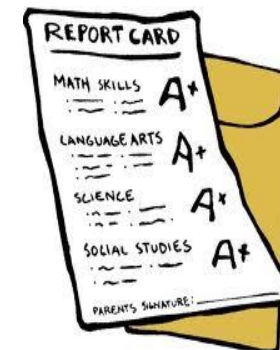 REPORT CARD
MATH SKILLS A+
LANGUAGE ARTS A+
SCIENCE A+
SOCIAL STUDIES A+
PARENTS SIGNATURE: